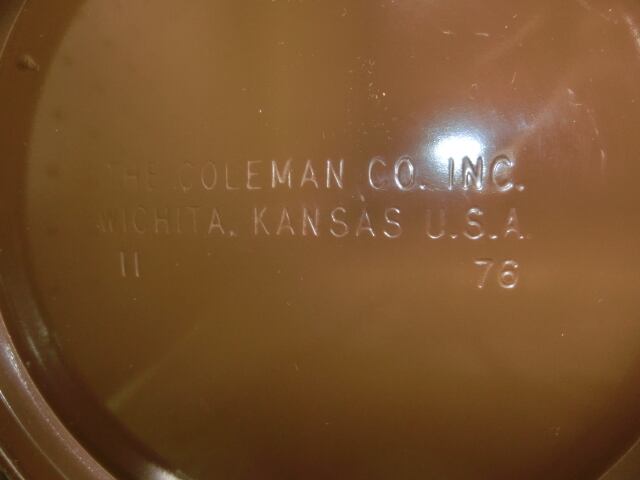 THE COLEMAN CO. INC.
WICHITA, KANSAS U.S.A.
11 76